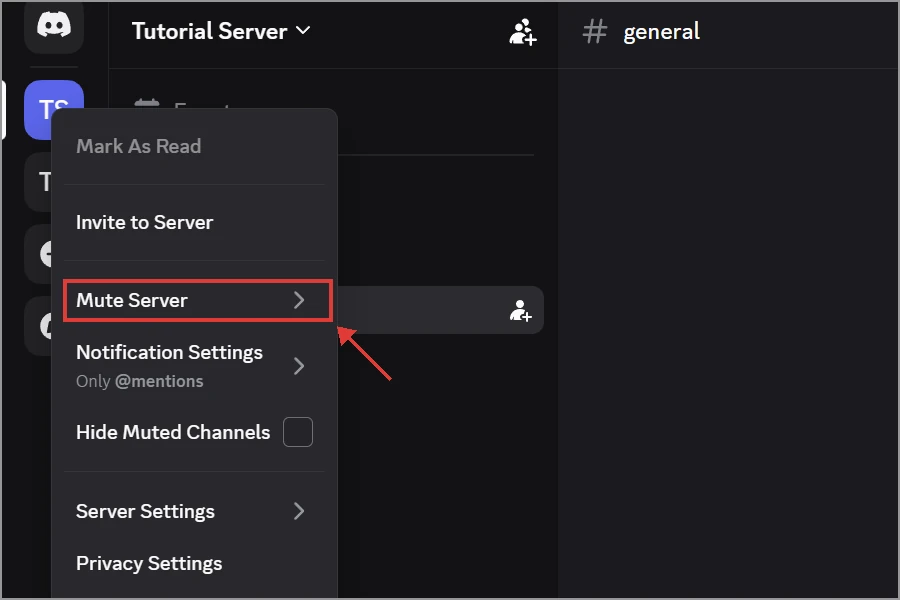 Tutorial Server
general
TS
T
Mark As Read
Invite to Server
Mute Server
Notification Settings
Only @mentions
Hide Muted Channels
Server Settings
Privacy Settings